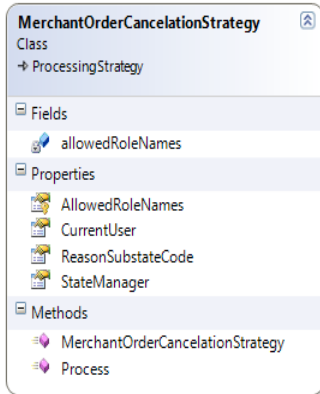 MerchantOrderCancelationStrategy
Class
ProcessingStrategy
Fields
allowedRoleNames
Properties
AllowedRoleNames
CurrentUser
ReasonSubstateCode
StateManager
Methods
MerchantOrderCancelationStrategy
Process